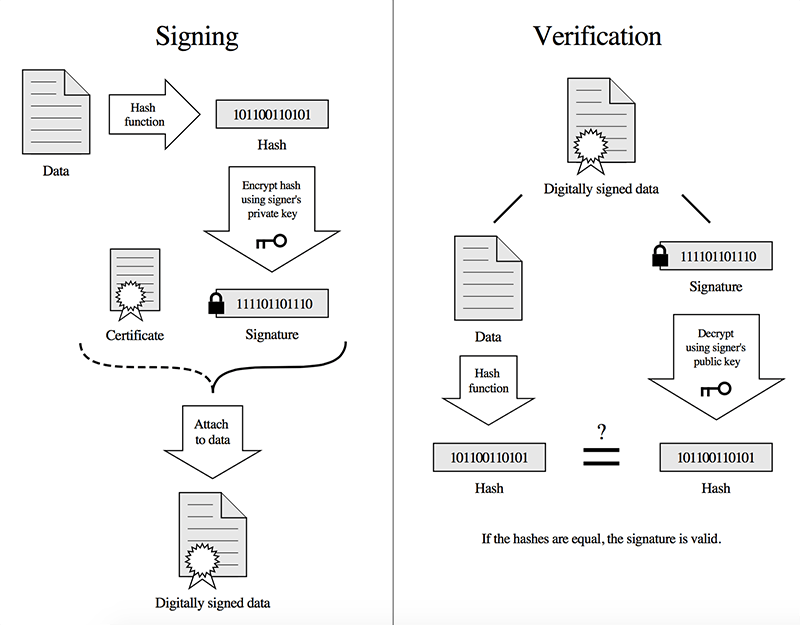 Signing
Data
Hash
function
101100110101
Hash
Encrypt hash
using signer's
private key
Certificate
111101101110
Signature
Attach
to data
Digitally signed data
Verification
Digitally signed data
Data
111101101110
Signature
Hash
function
Decrypt
using signer's
public key
101100110101
Hash
?
=
101100110101
Hash
If the hashes are equal, the signature is valid.